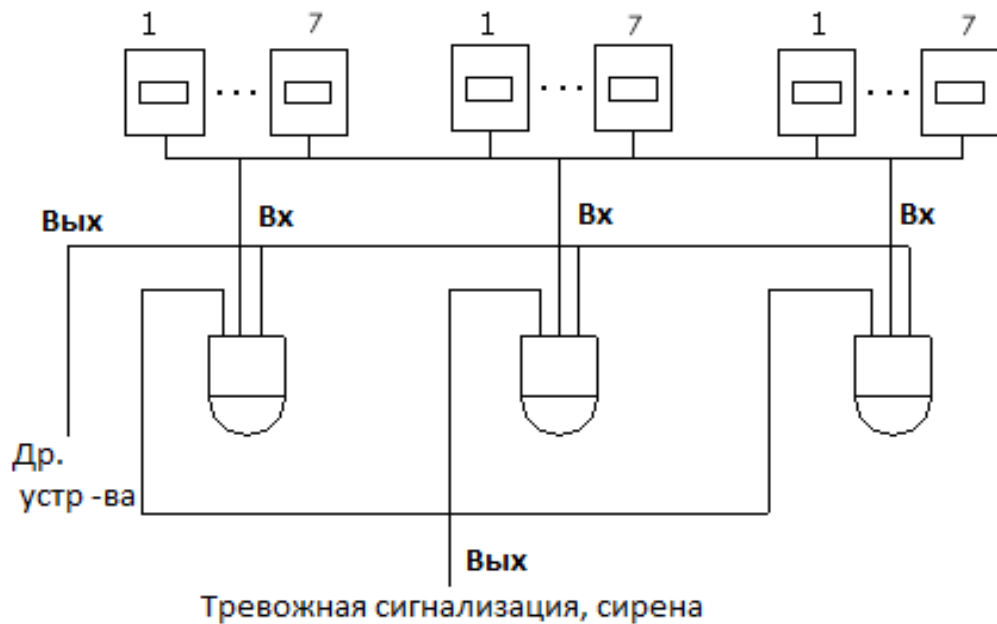 1 7 1 7 1 7
Вых Вх Вх Вх
Др.
устр -ва
Вых
Тревожная сигнализация, сирена